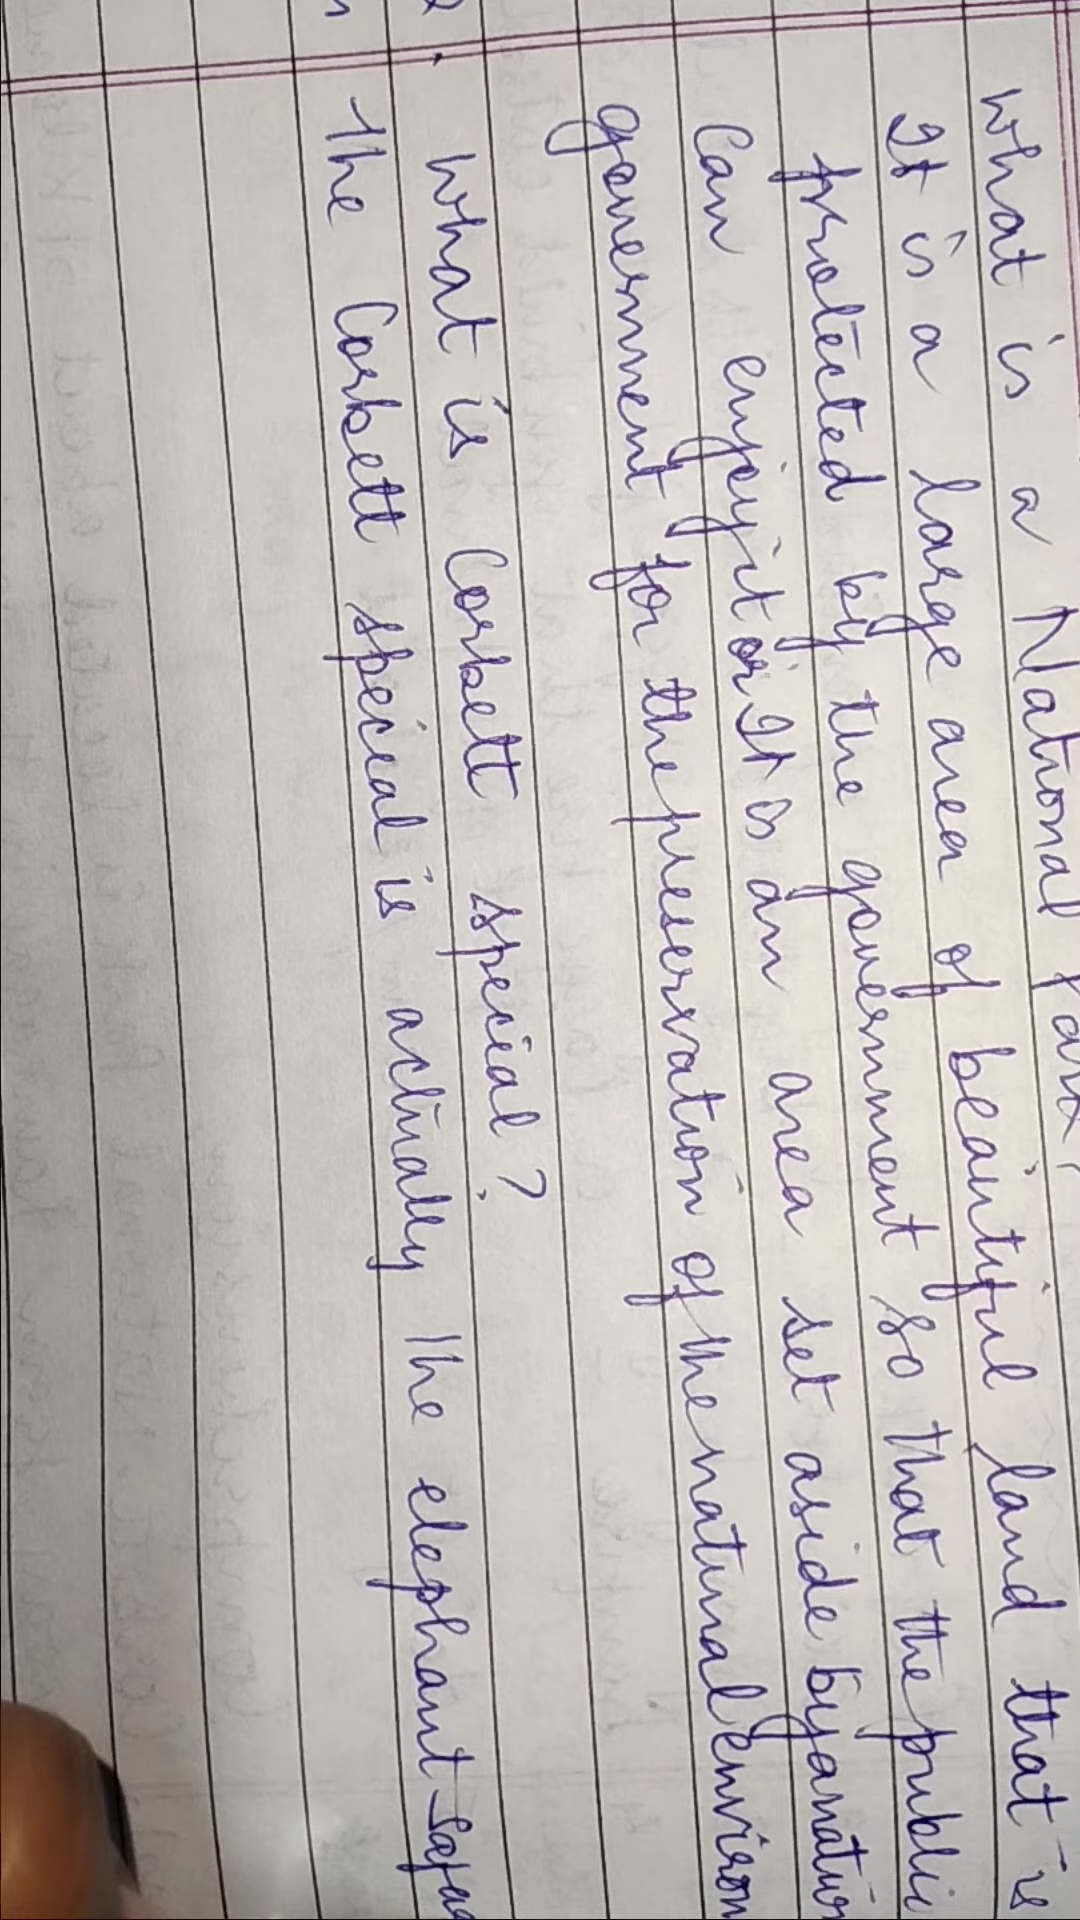 What is a National Park?
It is a large area of beautiful land that is
protected by the government so that the public
Can enjoy it or It is an area set aside by a nation
government for the preservation of the natural environ
What is Corbett special?
The Corbett special is actually the elephant